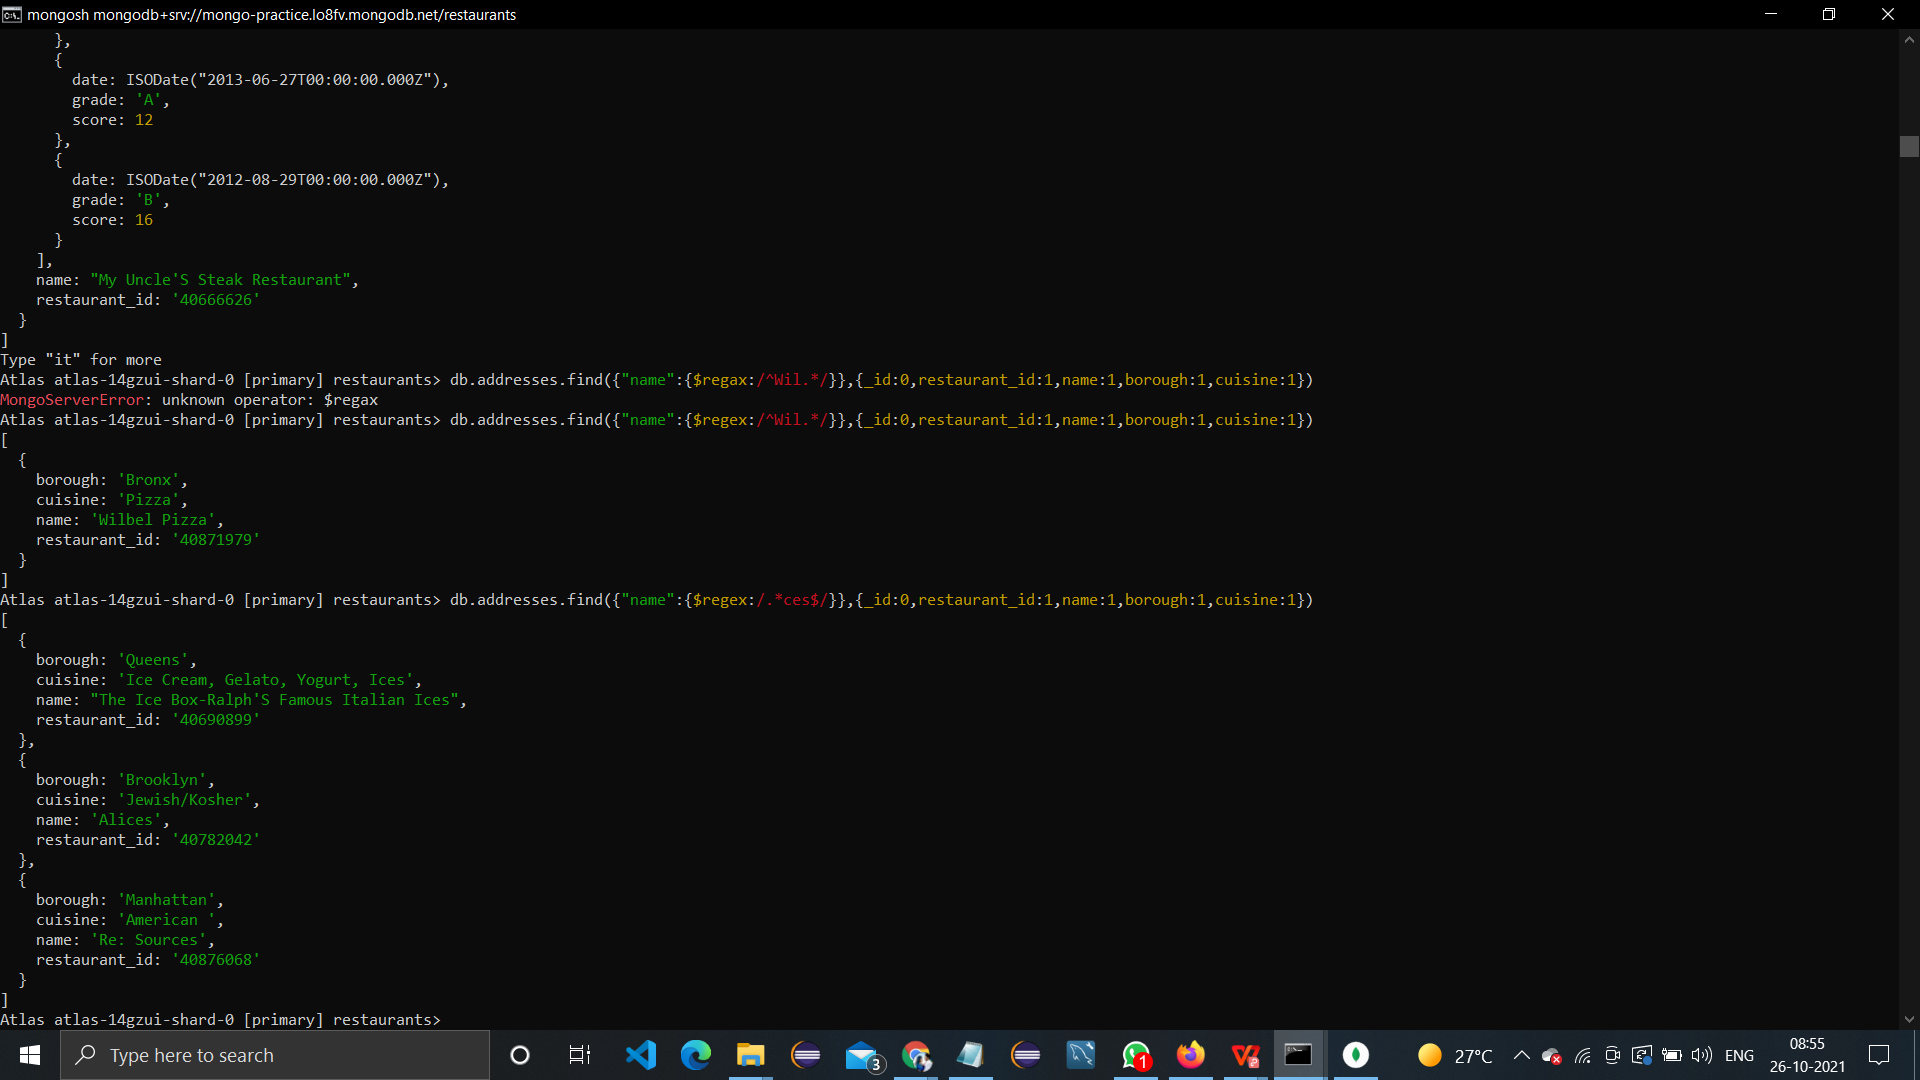 mongosh mongodb+srv://mongo-practice.lo8fv.mongodb.net/restaurants
    },
    {
      date: ISODate("2013-06-27T00:00:00.000Z"),
      grade: 'A',
      score: 12
    },
    {
      date: ISODate("2012-08-29T00:00:00.000Z"),
      grade: 'B',
      score: 16
    }
  ],
  name: "My Uncle'S Steak Restaurant",
  restaurant_id: '40666626'
  }
]
Type "it" for more
Atlas atlas-14gzui-shard-0 [primary] restaurants> db.addresses.find({"name":{$regax:/^Wil.*/}},{_id:0,restaurant_id:1,name:1,borough:1,cuisine:1})
MongoServerError: unknown operator: $regax
Atlas atlas-14gzui-shard-0 [primary] restaurants> db.addresses.find({"name":{$regex:/^Wil.*/}},{_id:0,restaurant_id:1,name:1,borough:1,cuisine:1})
[
  {
    borough: 'Bronx',
    cuisine: 'Pizza',
    name: 'Wilbel Pizza',
    restaurant_id: '40871979'
  }
]
Atlas atlas-14gzui-shard-0 [primary] restaurants> db.addresses.find({"name":{$regex:/.*ces$/}},{_id:0,restaurant_id:1,name:1,borough:1,cuisine:1})
[
  {
    borough: 'Queens',
    cuisine: 'Ice Cream, Gelato, Yogurt, Ices',
    name: "The Ice Box-Ralph'S Famous Italian Ices",
    restaurant_id: '40690899'
  },
  {
    borough: 'Brooklyn',
    cuisine: 'Jewish/Kosher',
    name: 'Alices',
    restaurant_id: '40782042'
  },
  {
    borough: 'Manhattan',
    cuisine: 'American ',
    name: 'Re: Sources',
    restaurant_id: '40876068'
  }
]
Atlas atlas-14gzui-shard-0 [primary] restaurants>
Type here to search
3
1
27°C
ENG
08:55
26-10-2021